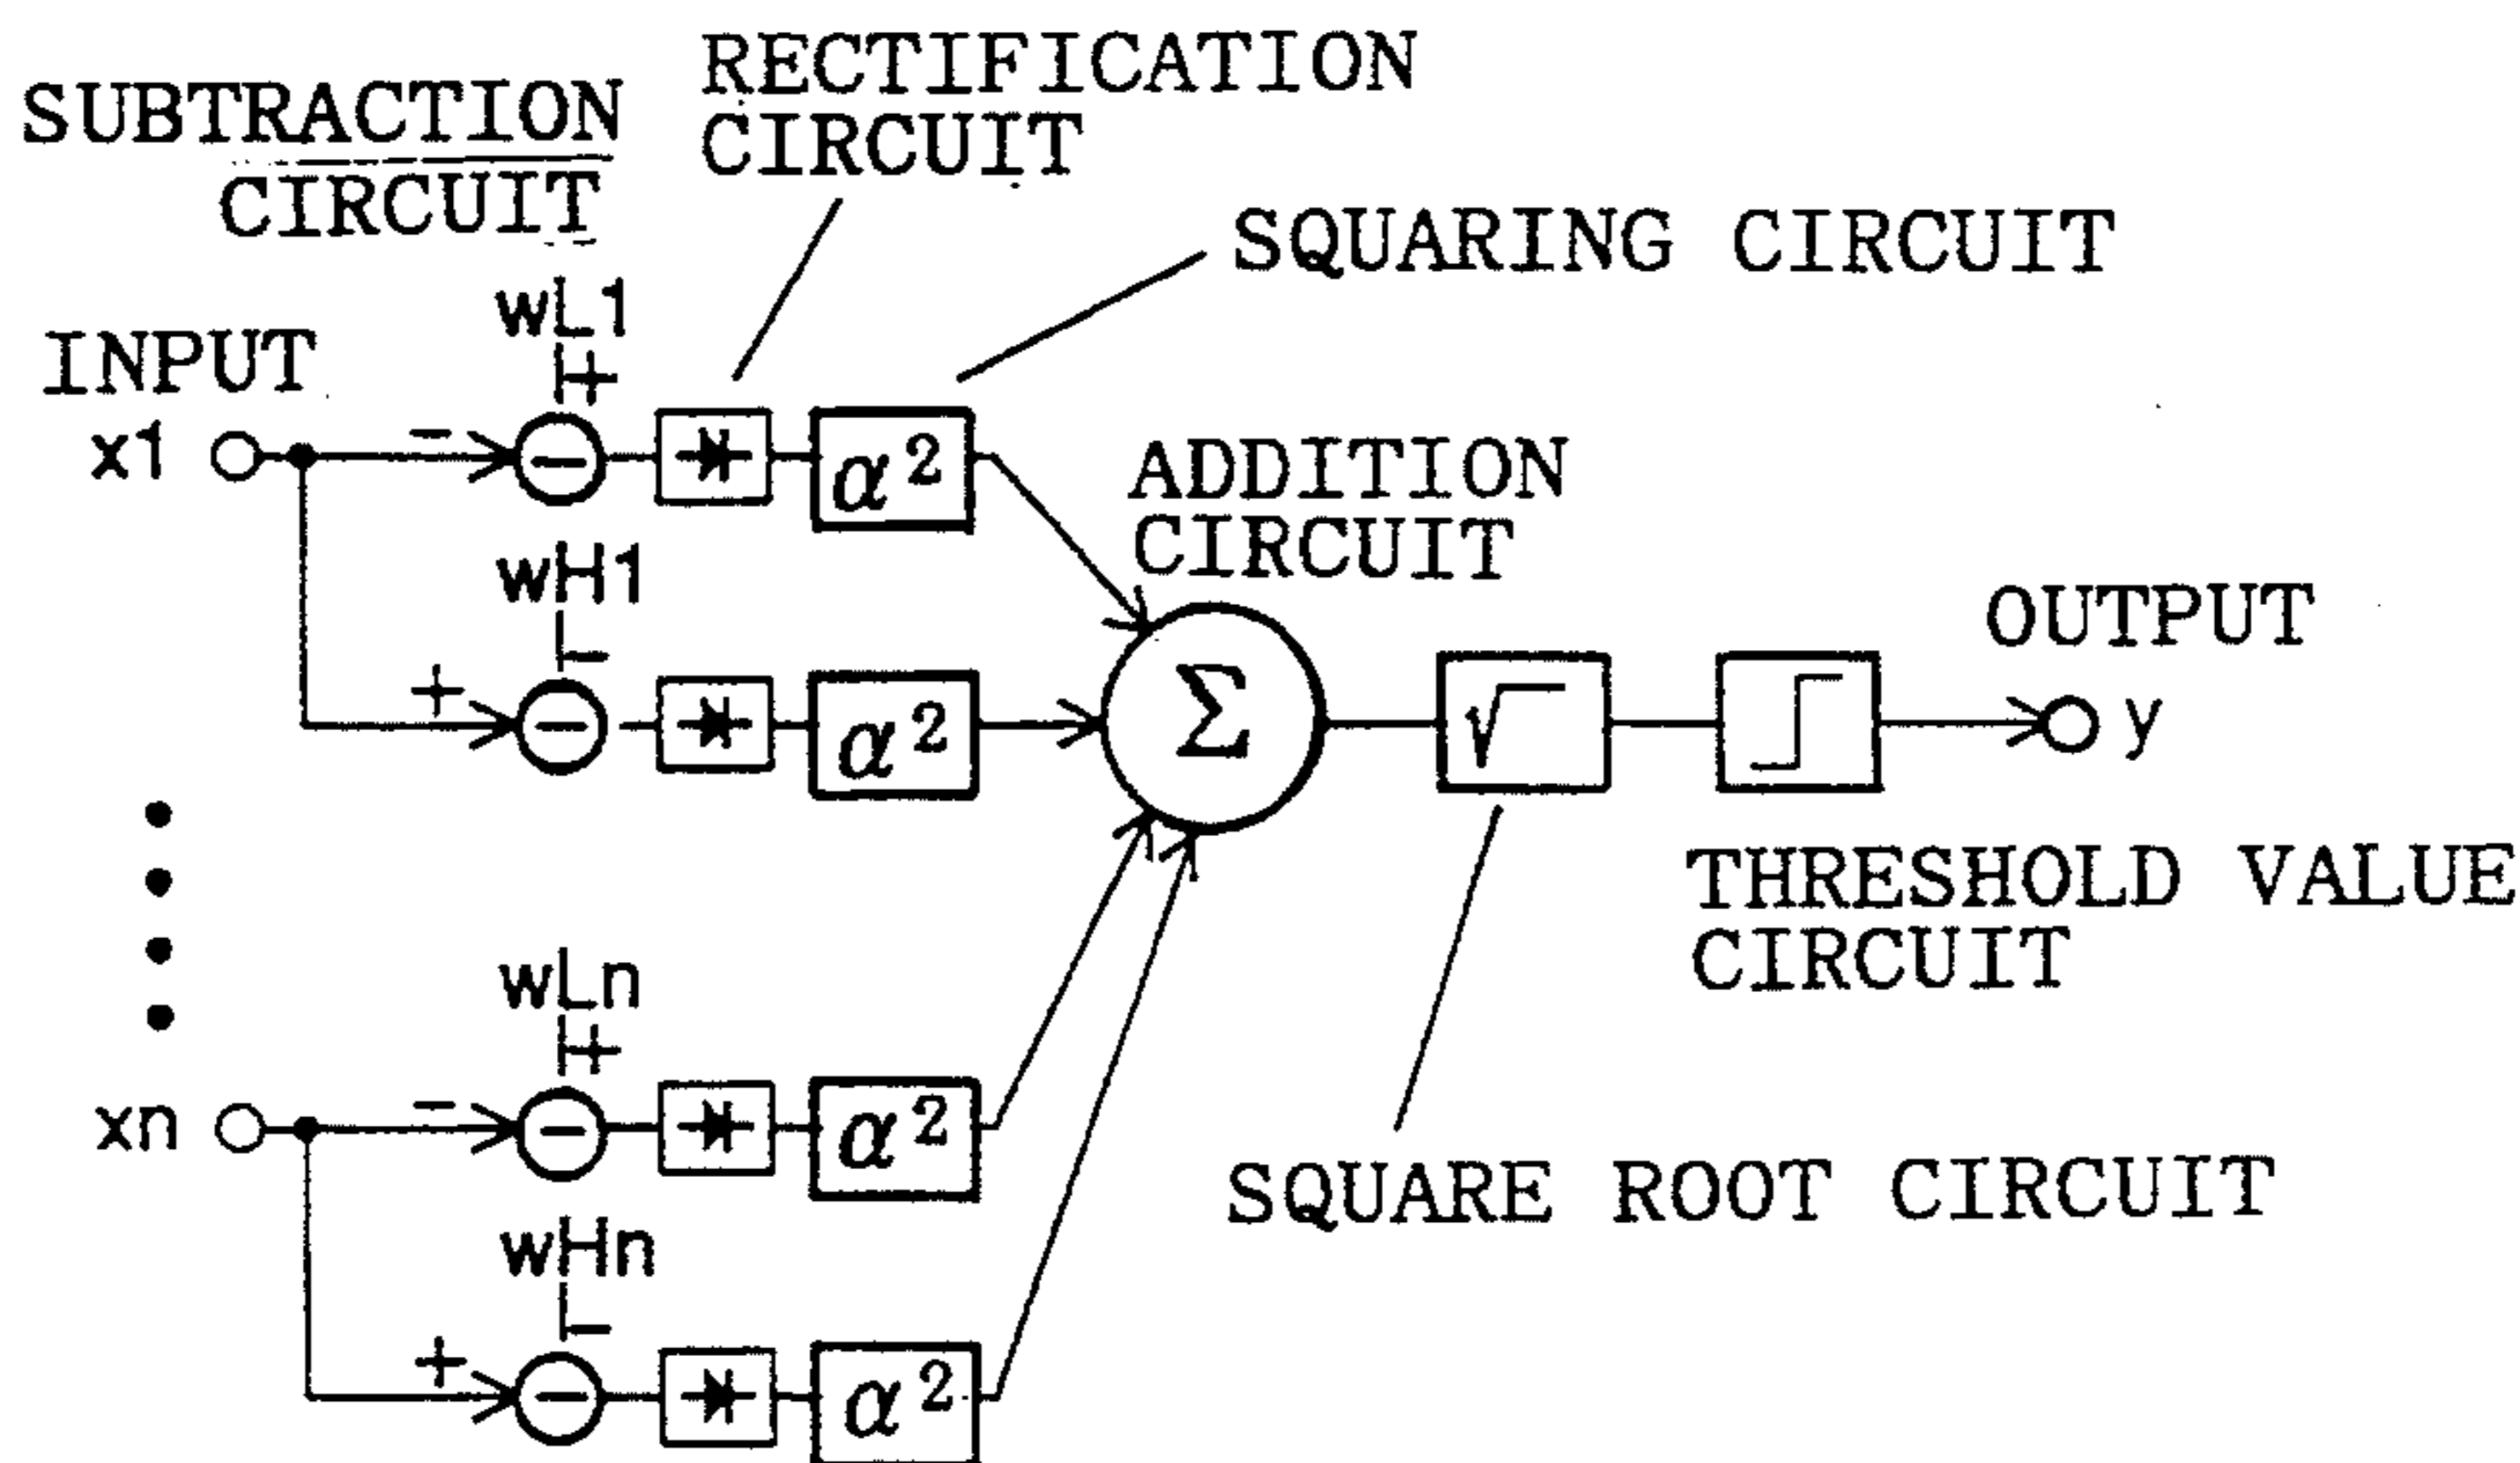 SUBTRACTION
CIRCUIT
RECTIFICATION
CIRCUIT
SQUARING CIRCUIT
INPUT
wL1
+
x1
-
α²
wH1
-
+
α²
ADDITION
CIRCUIT
Σ
√
OUTPUT
y
THRESHOLD VALUE
CIRCUIT
SQUARE ROOT CIRCUIT
wLn
+
xn
-
α²
wHn
-
+
α²